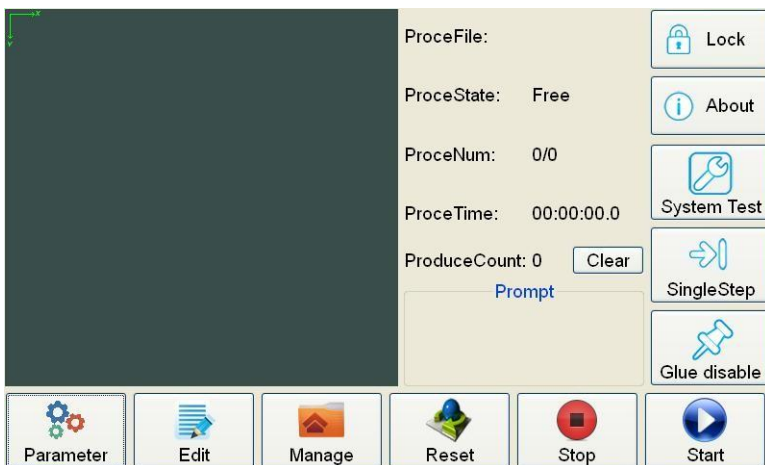 X
Y
ProceFile:
ProceState: Free
ProceNum: 0/0
ProceTime: 00:00:00.0
ProduceCount: 0 Clear
Prompt
Lock
About
System Test
SingleStep
Glue disable
Parameter
Edit
Manage
Reset
Stop
Start